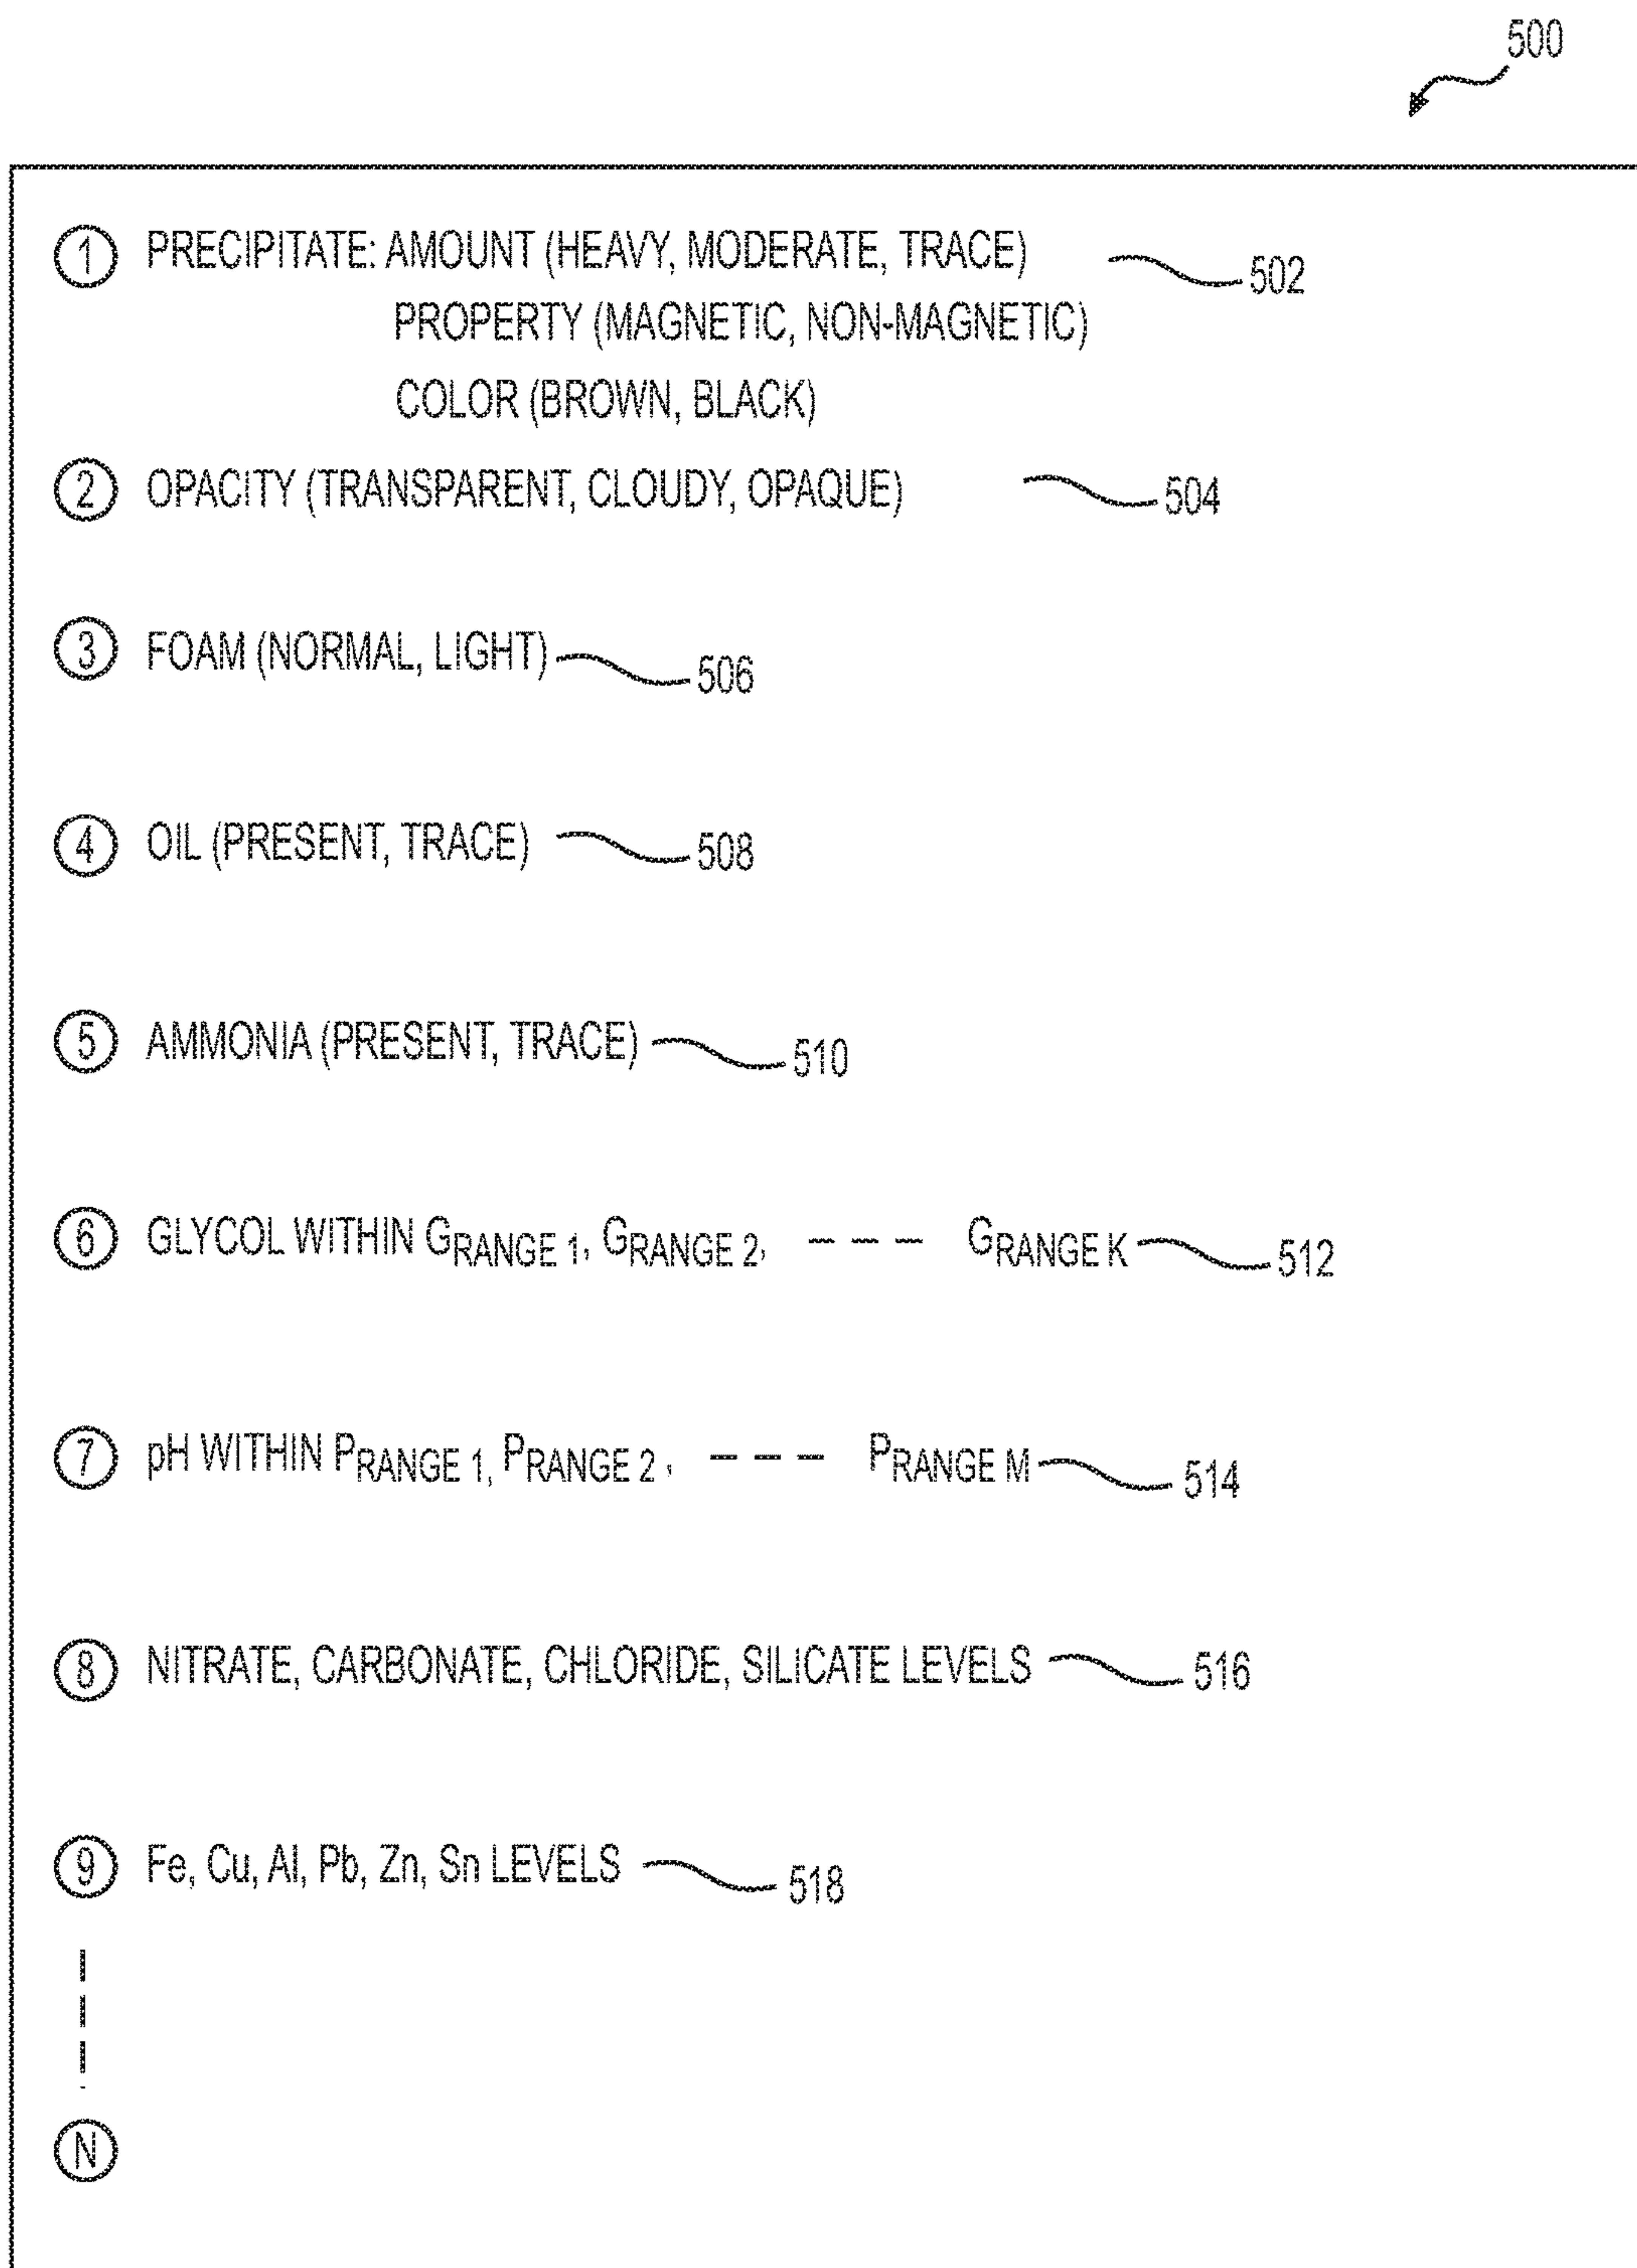 500
① PRECIPITATE: AMOUNT (HEAVY, MODERATE, TRACE) 502
PROPERTY (MAGNETIC, NON-MAGNETIC)
COLOR (BROWN, BLACK)
② OPACITY (TRANSPARENT, CLOUDY, OPAQUE) 504
③ FOAM (NORMAL, LIGHT) 506
④ OIL (PRESENT, TRACE) 508
⑤ AMMONIA (PRESENT, TRACE) 510
⑥ GLYCOL WITHIN GRANGE 1, GRANGE 2, --- GRANGE K 512
⑦ pH WITHIN PRANGE 1, PRANGE 2, --- PRANGE M 514
⑧ NITRATE, CARBONATE, CHLORIDE, SILICATE LEVELS 516
⑨ Fe, Cu, Al, Pb, Zn, Sn LEVELS 518
Ⓝ